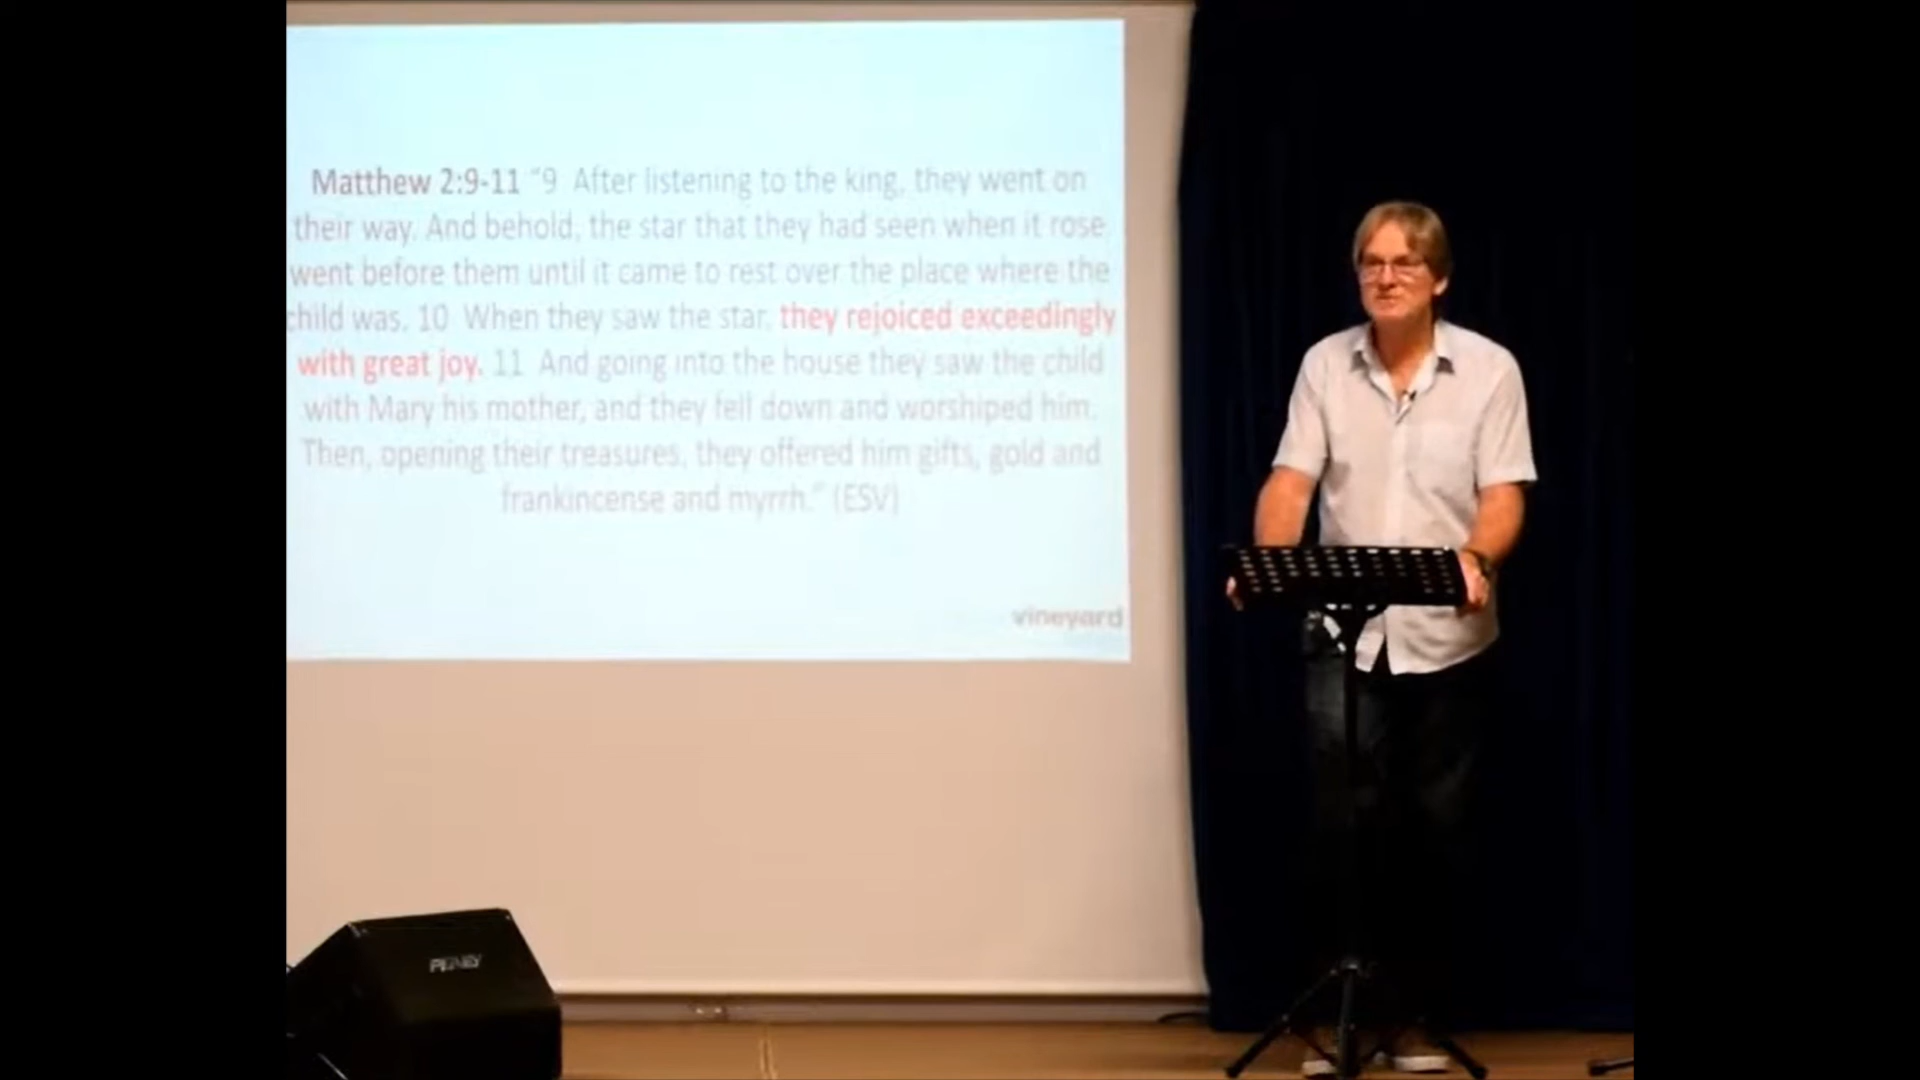 Matthew 2:9-11 "9 After listening to the king, they went on
their way. And behold, the star that they had seen when it rose
went before them until it came to rest over the place where the
child was. 10 When they saw the star, they rejoiced exceedingly
with great joy. 11 And going into the house they saw the child
with Mary his mother, and they fell down and worshiped him.
Then, opening their treasures, they offered him gifts, gold and
frankincense and myrrh." (ESV)
vineyard
PEAVEY